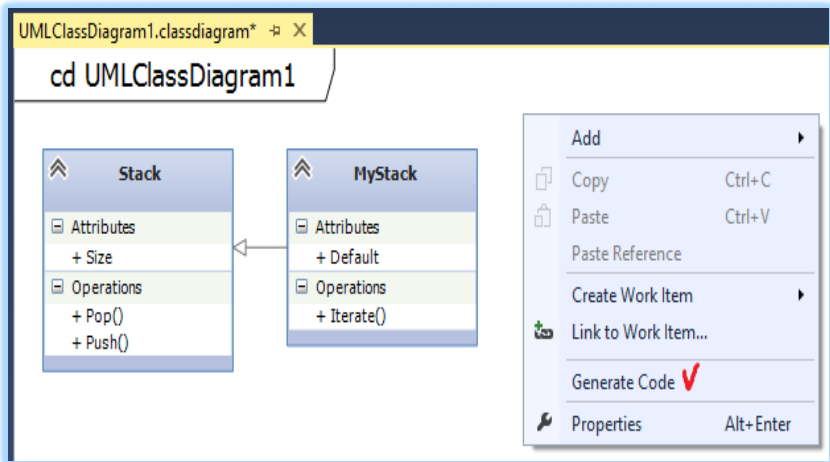 UMLClassDiagram1.classdiagram*
cd UMLClassDiagram1
Stack
Attributes
+ Size
Operations
+ Pop()
+ Push()
MyStack
Attributes
+ Default
Operations
+ Iterate()
Add
Copy Ctrl+C
Paste Ctrl+V
Paste Reference
Create Work Item
Link to Work Item...
Generate Code
Properties Alt+Enter